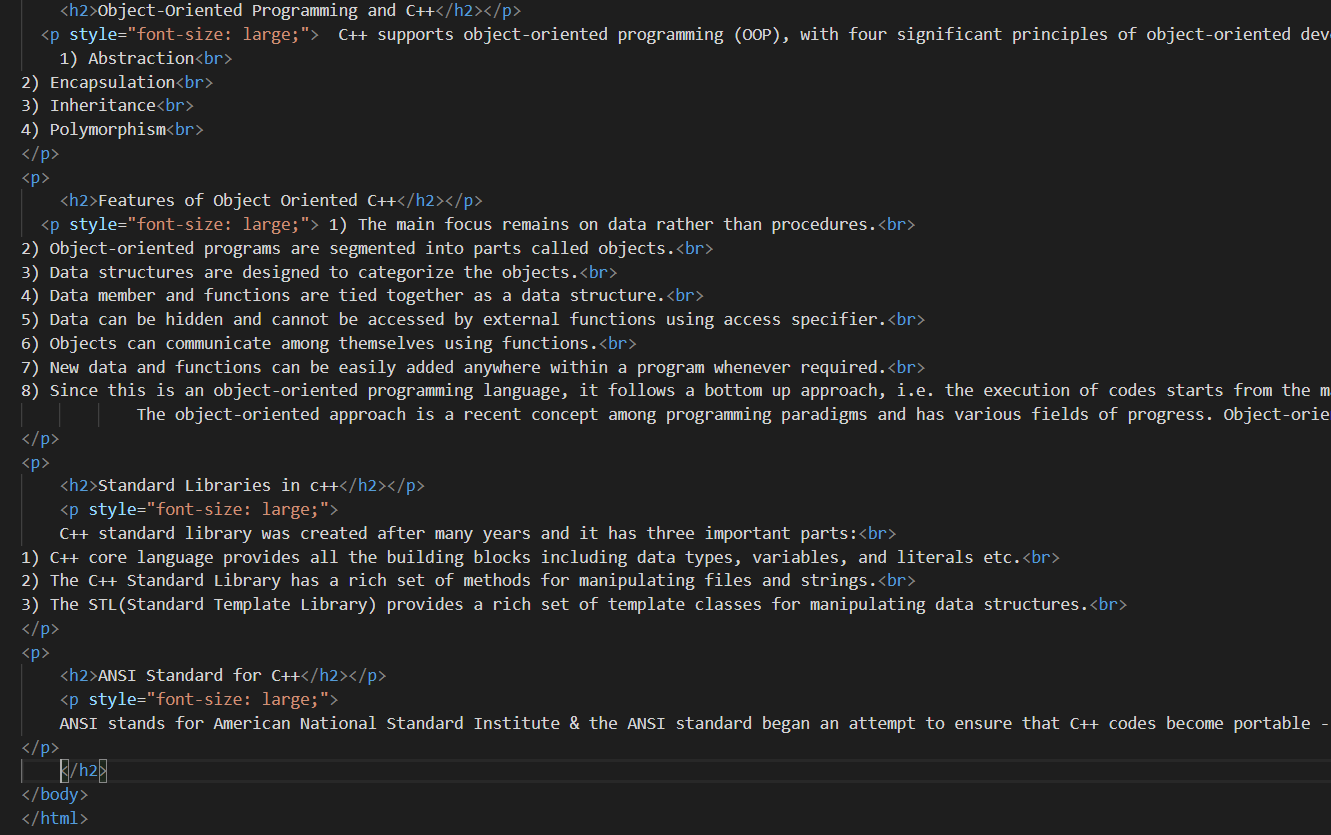 <h2>Object-Oriented Programming and C++</h2></p>
<p style="font-size: large;">  C++ supports object-oriented programming (OOP), with four significant principles of object-oriented
1) Abstraction<br>
2) Encapsulation<br>
3) Inheritance<br>
4) Polymorphism<br>
</p>
<p>
<h2>Features of Object Oriented C++</h2></p>
<p style="font-size: large;"> 1) The main focus remains on data rather than procedures.<br>
2) Object-oriented programs are segmented into parts called objects.<br>
3) Data structures are designed to categorize the objects.<br>
4) Data member and functions are tied together as a data structure.<br>
5) Data can be hidden and cannot be accessed by external functions using access specifier.<br>
6) Objects can communicate among themselves using functions.<br>
7) New data and functions can be easily added anywhere within a program whenever required.<br>
8) Since this is an object-oriented programming language, it follows a bottom up approach, i.e. the execution of codes starts from the
The object-oriented approach is a recent concept among programming paradigms and has various fields of progress.
</p>
<p>
<h2>Standard Libraries in c++</h2></p>
<p style="font-size: large;">
C++ standard library was created after many years and it has three important parts:<br>
1) C++ core language provides all the building blocks including data types, variables, and literals etc.<br>
2) The C++ Standard Library has a rich set of methods for manipulating files and strings.<br>
3) The STL(Standard Template Library) provides a rich set of template classes for manipulating data structures.<br>
</p>
<p>
<h2>ANSI Standard for C++</h2></p>
<p style="font-size: large;">
ANSI stands for American National Standard Institute & the ANSI standard began an attempt to ensure that C++ codes become portable -
</p>
</h2>
</body>
</html>